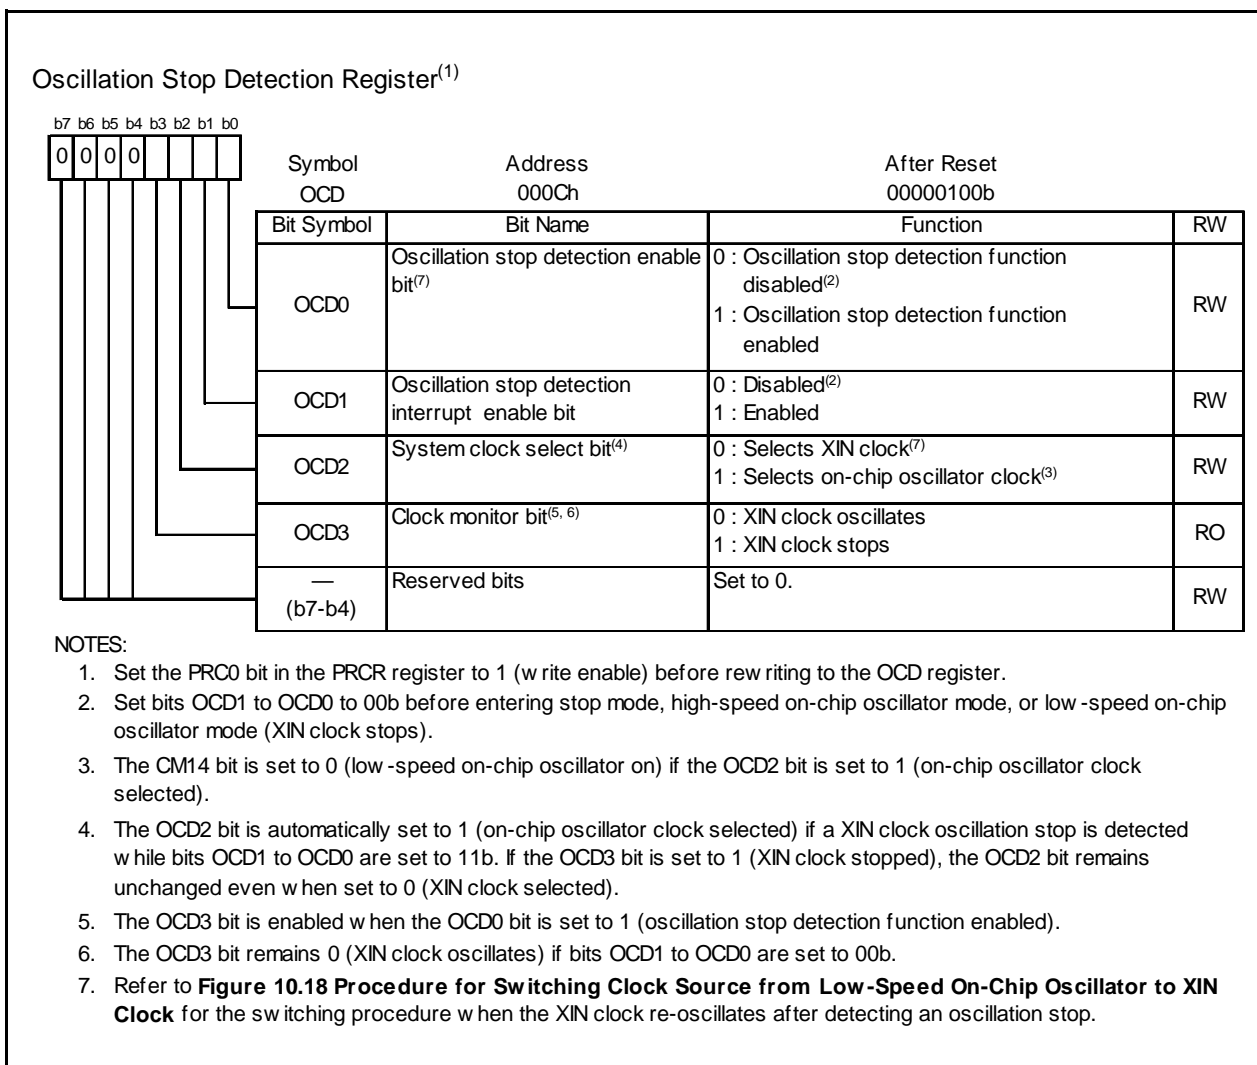 Oscillation Stop Detection Register(1)
b7 b6 b5 b4 b3 b2 b1 b0
0 0 0 0
Symbol Address After Reset
OCD 000Ch 00000100b
Bit Symbol Bit Name Function RW
OCD0 Oscillation stop detection enable bit(7) 0 : Oscillation stop detection function disabled(2) RW
1 : Oscillation stop detection function enabled
OCD1 Oscillation stop detection interrupt enable bit 0 : Disabled(2) RW
1 : Enabled
OCD2 System clock select bit(4) 0 : Selects XIN clock(7) RW
1 : Selects on-chip oscillator clock(3)
OCD3 Clock monitor bit(5, 6) 0 : XIN clock oscillates RO
1 : XIN clock stops
— (b7-b4) Reserved bits Set to 0. RW
NOTES:
1. Set the PRC0 bit in the PRCR register to 1 (write enable) before rewriting to the OCD register.
2. Set bits OCD1 to OCD0 to 00b before entering stop mode, high-speed on-chip oscillator mode, or low-speed on-chip
oscillator mode (XIN clock stops).
3. The CM14 bit is set to 0 (low-speed on-chip oscillator on) if the OCD2 bit is set to 1 (on-chip oscillator clock
selected).
4. The OCD2 bit is automatically set to 1 (on-chip oscillator clock selected) if a XIN clock oscillation stop is detected
while bits OCD1 to OCD0 are set to 11b. If the OCD3 bit is set to 1 (XIN clock stopped), the OCD2 bit remains
unchanged even when set to 0 (XIN clock selected).
5. The OCD3 bit is enabled when the OCD0 bit is set to 1 (oscillation stop detection function enabled).
6. The OCD3 bit remains 0 (XIN clock oscillates) if bits OCD1 to OCD0 are set to 00b.
7. Refer to Figure 10.18 Procedure for Switching Clock Source from Low-Speed On-Chip Oscillator to XIN
Clock for the switching procedure when the XIN clock re-oscillates after detecting an oscillation stop.